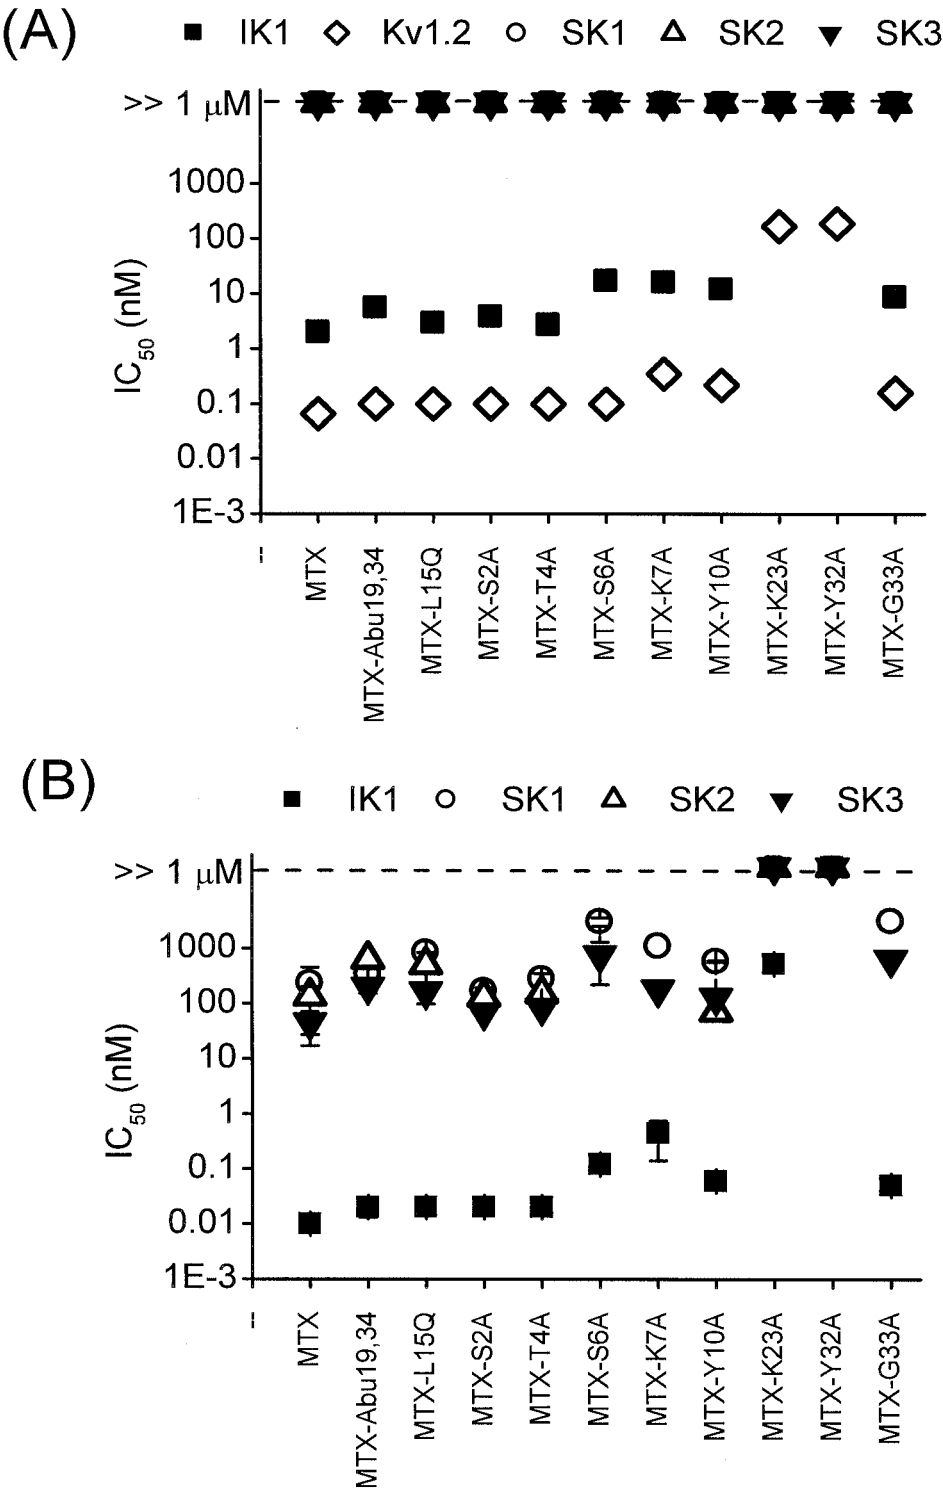 (A)
IK1 Kv1.2 SK1 SK2 SK3
>> 1 µM
1000
100
10
1
0.1
0.01
1E-3
IC50 (nM)
--
MTX
MTX-Abu19,34
MTX-L15Q
MTX-S2A
MTX-T4A
MTX-S6A
MTX-K7A
MTX-Y10A
MTX-K23A
MTX-Y32A
MTX-G33A
(B)
IK1 SK1 SK2 SK3
>> 1 µM
1000
100
10
1
0.1
0.01
1E-3
IC50 (nM)
--
MTX
MTX-Abu19,34
MTX-L15Q
MTX-S2A
MTX-T4A
MTX-S6A
MTX-K7A
MTX-Y10A
MTX-K23A
MTX-Y32A
MTX-G33A